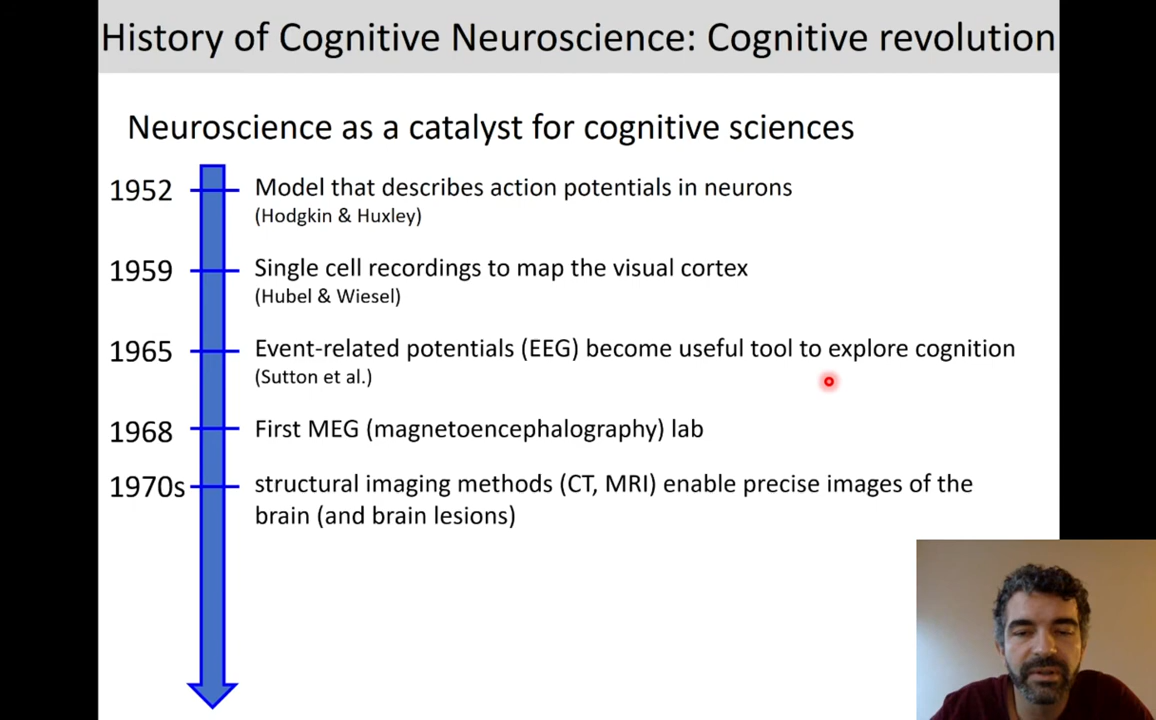 History of Cognitive Neuroscience: Cognitive revolution
Neuroscience as a catalyst for cognitive sciences
1952 Model that describes action potentials in neurons
(Hodgkin & Huxley)
1959 Single cell recordings to map the visual cortex
(Hubel & Wiesel)
1965 Event-related potentials (EEG) become useful tool to explore cognition
(Sutton et al.)
1968 First MEG (magnetoencephalography) lab
1970s structural imaging methods (CT, MRI) enable precise images of the
brain (and brain lesions)